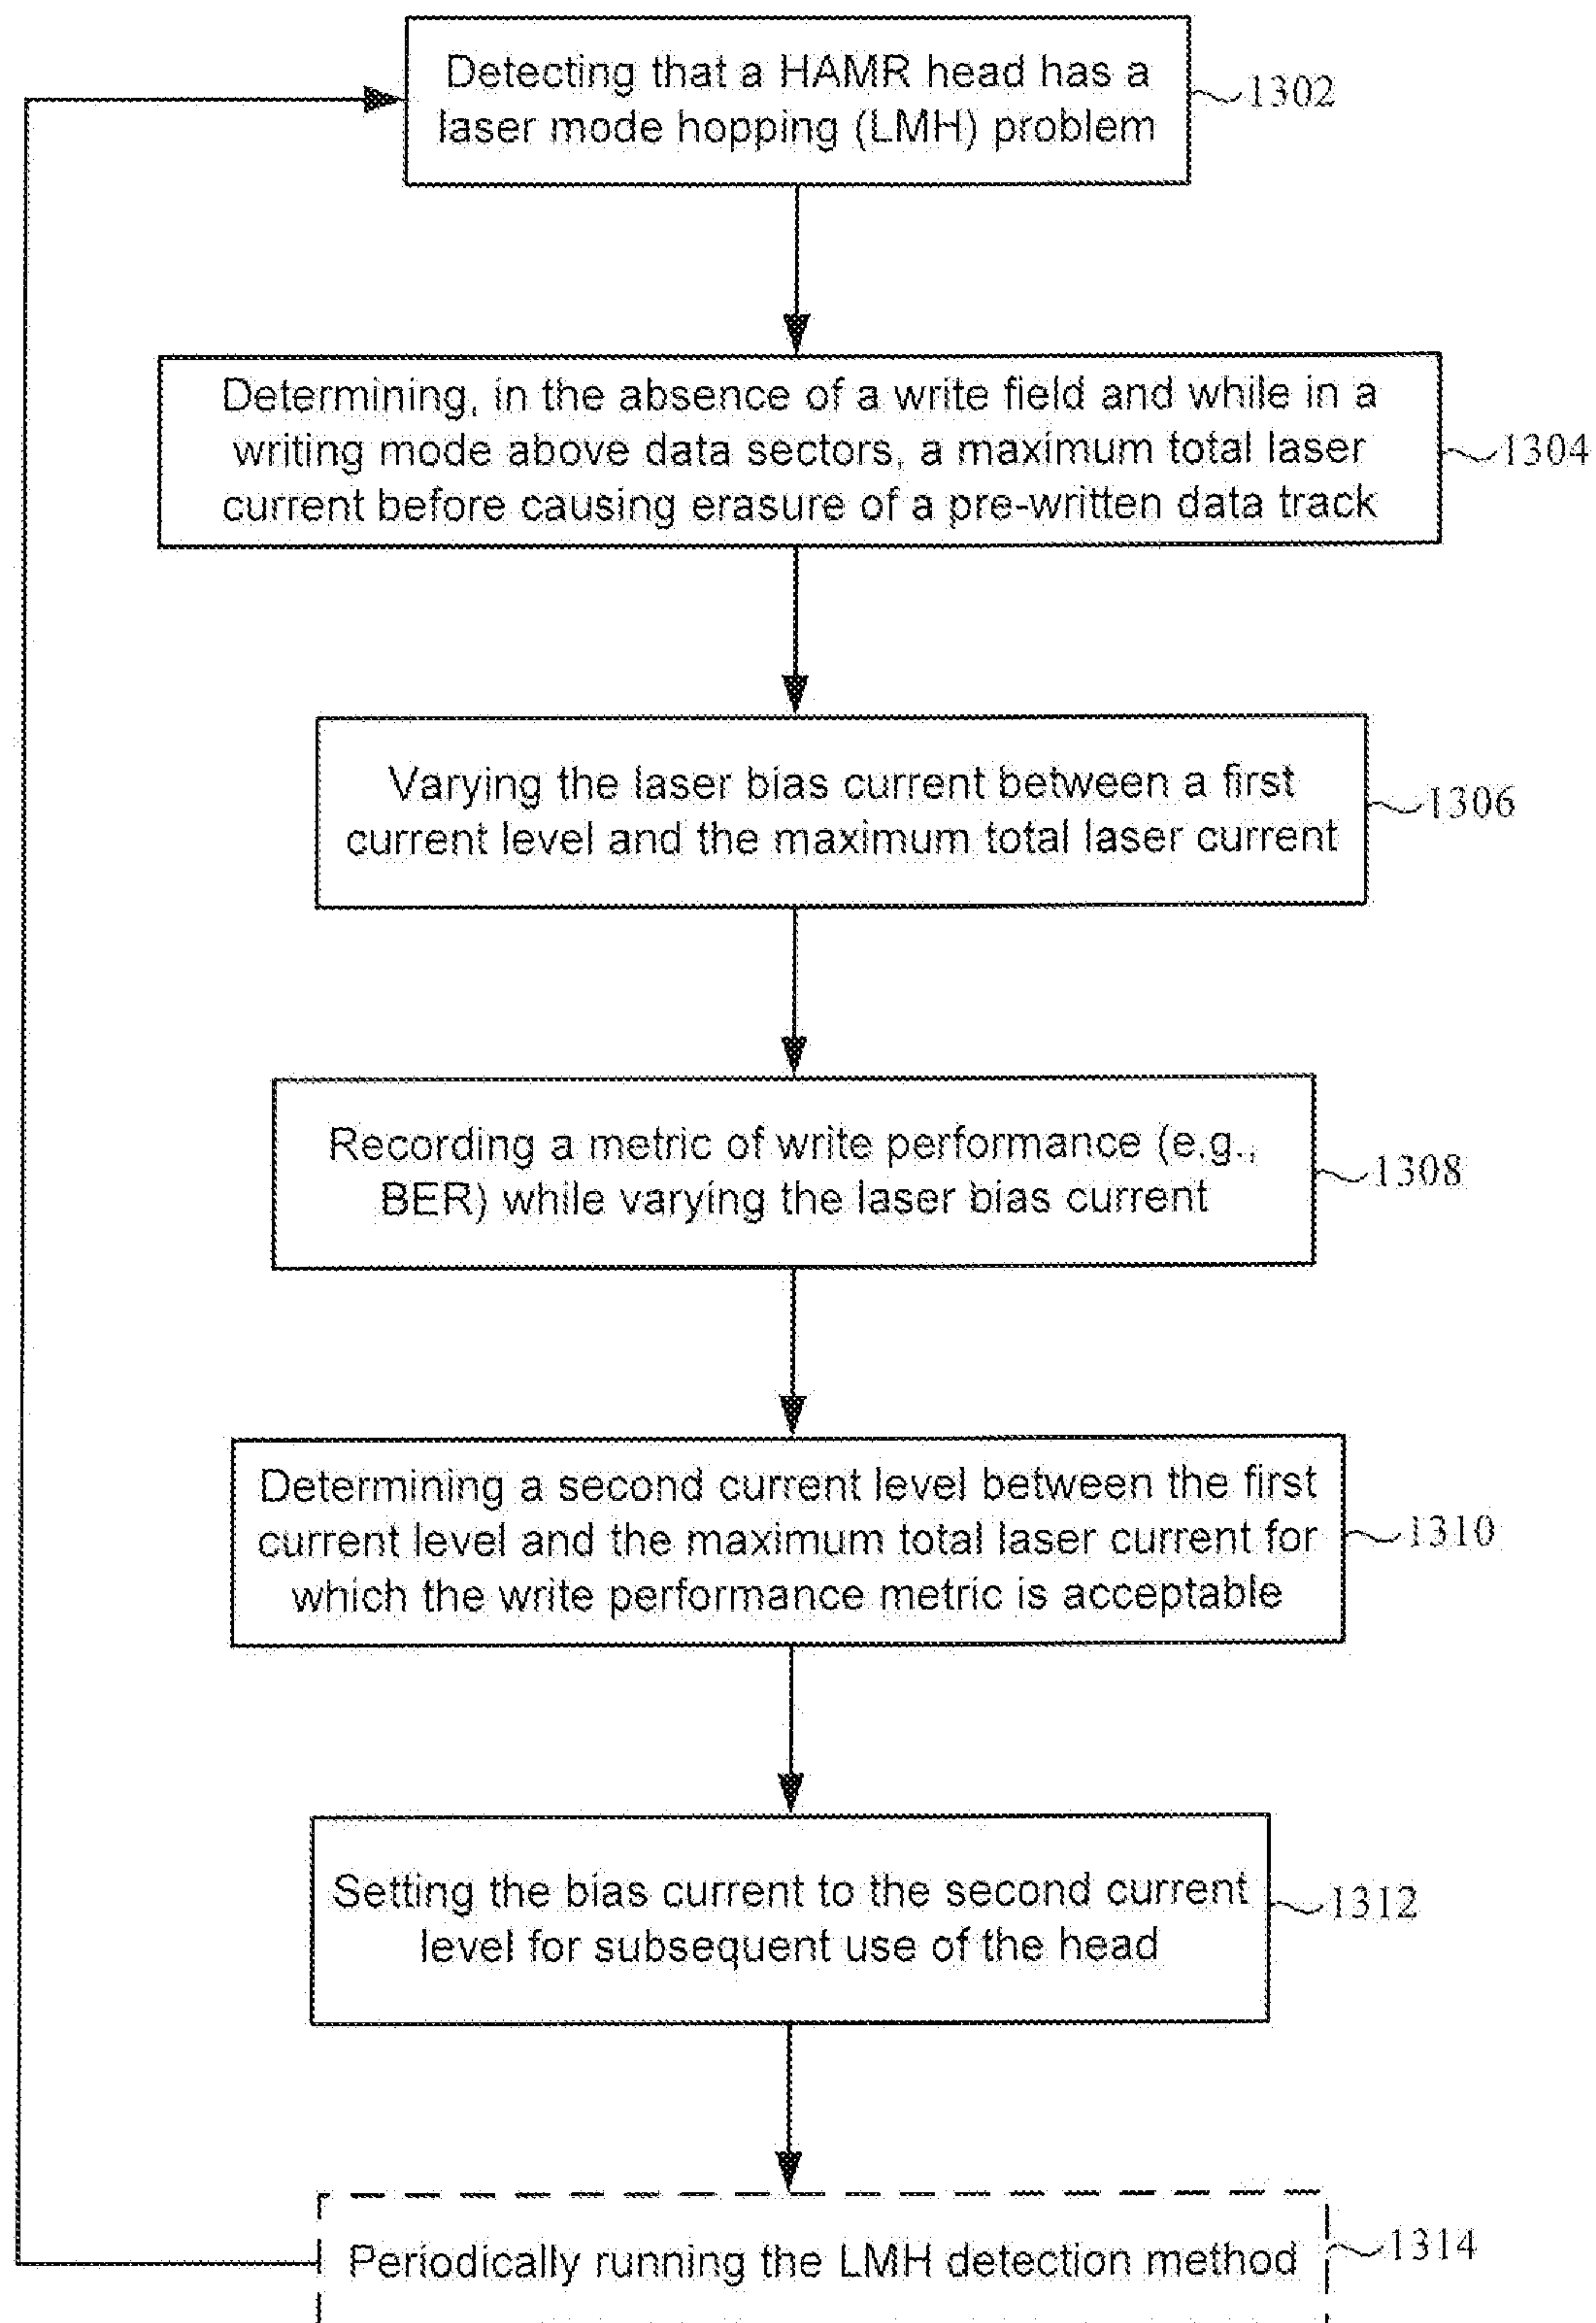 Detecting that a HAMR head has a
laser mode hopping (LMH) problem
1302
Determining, in the absence of a write field and while in a
writing mode above data sectors, a maximum total laser
current before causing erasure of a pre-written data track
1304
Varying the laser bias current between a first
current level and the maximum total laser current
1306
Recording a metric of write performance (e.g.,
BER) while varying the laser bias current
1308
Determining a second current level between the first
current level and the maximum total laser current for
which the write performance metric is acceptable
1310
Setting the bias current to the second current
level for subsequent use of the head
1312
Periodically running the LMH detection method
1314